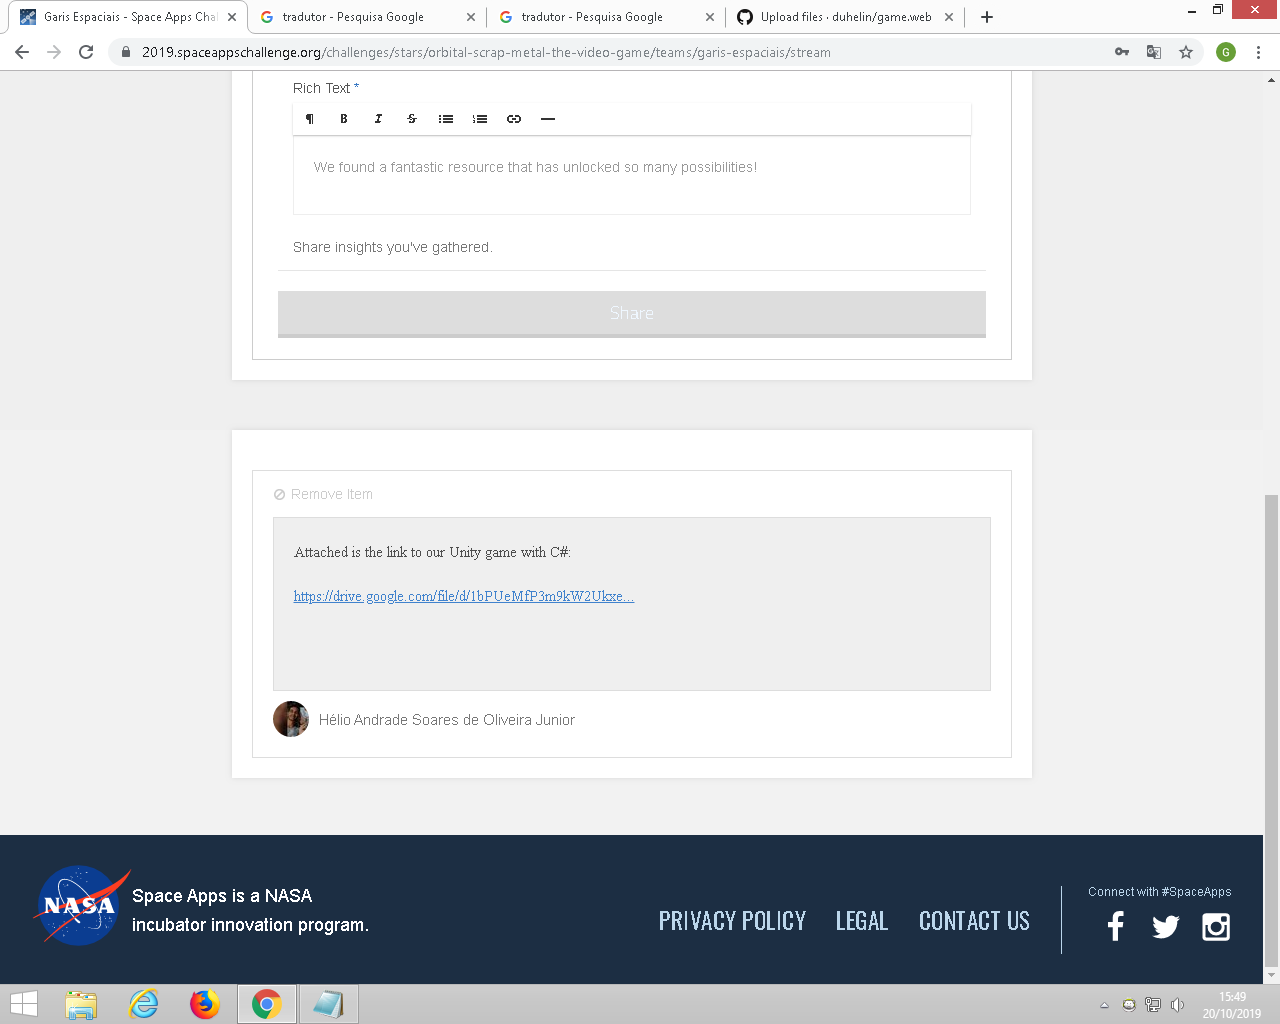 Garis Espaciais - Space Apps Cha
tradutor - Pesquisa Google
tradutor - Pesquisa Google
Upload files · duhelin/game.web
2019.spaceappschallenge.org/challenges/stars/orbital-scrap-metal-the-video-game/teams/garis-espaciais/stream
G
Rich Text *
We found a fantastic resource that has unlocked so many possibilities!
Share insights you've gathered.
Share
Remove Item
Attached is the link to our Unity game with C#:
https://drive.google.com/file/d/1bPUeMfP3m9kW2Ukxe...
Hélio Andrade Soares de Oliveira Junior
NASA
Space Apps is a NASA
incubator innovation program.
PRIVACY POLICY LEGAL CONTACT US
Connect with #SpaceApps
15:49
20/10/2019